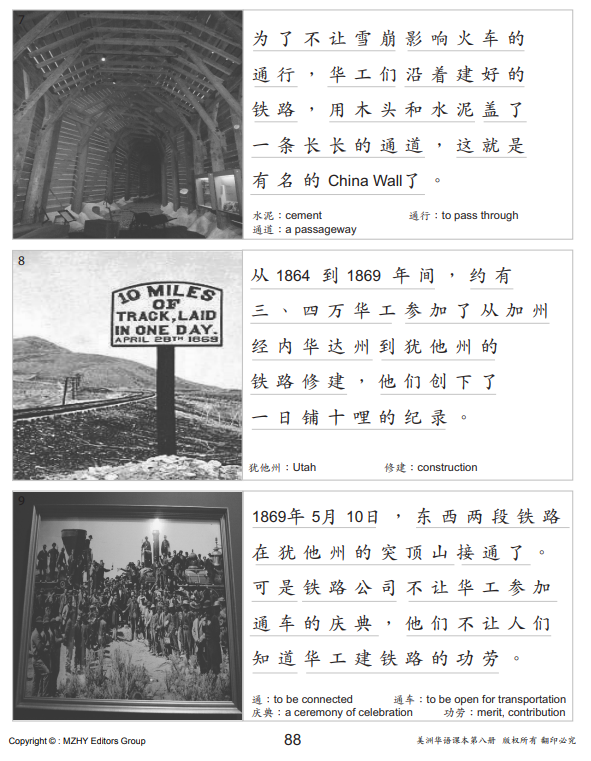 7
为了不让雪崩影响火车的
通行，华工们沿着建好的
铁路，用木头和水泥盖了
一条长长的通道，这就是
有名的 China Wall了。
水泥：cement 通行：to pass through
通道：a passageway
8
10 MILES
OF
TRACK, LAID
IN ONE DAY.
APRIL 28TH 1869
从 1864 到 1869 年间，约有
三、四万华工参加了从加州
经内华达州到犹他州的
铁路修建，他们创下了
一日铺十哩的纪录。
犹他州：Utah 修建：construction
9
1869年 5月 10日，东西两段铁路
在犹他州的突顶山接通了。
可是铁路公司不让华工参加
通车的庆典，他们不让人们
知道华工建铁路的功劳。
通：to be connected 通车：to be open for transportation
庆典：a ceremony of celebration 功劳：merit, contribution
Copyright © : MZHY Editors Group 88 美洲华语课本第八册 版权所有 翻印必究